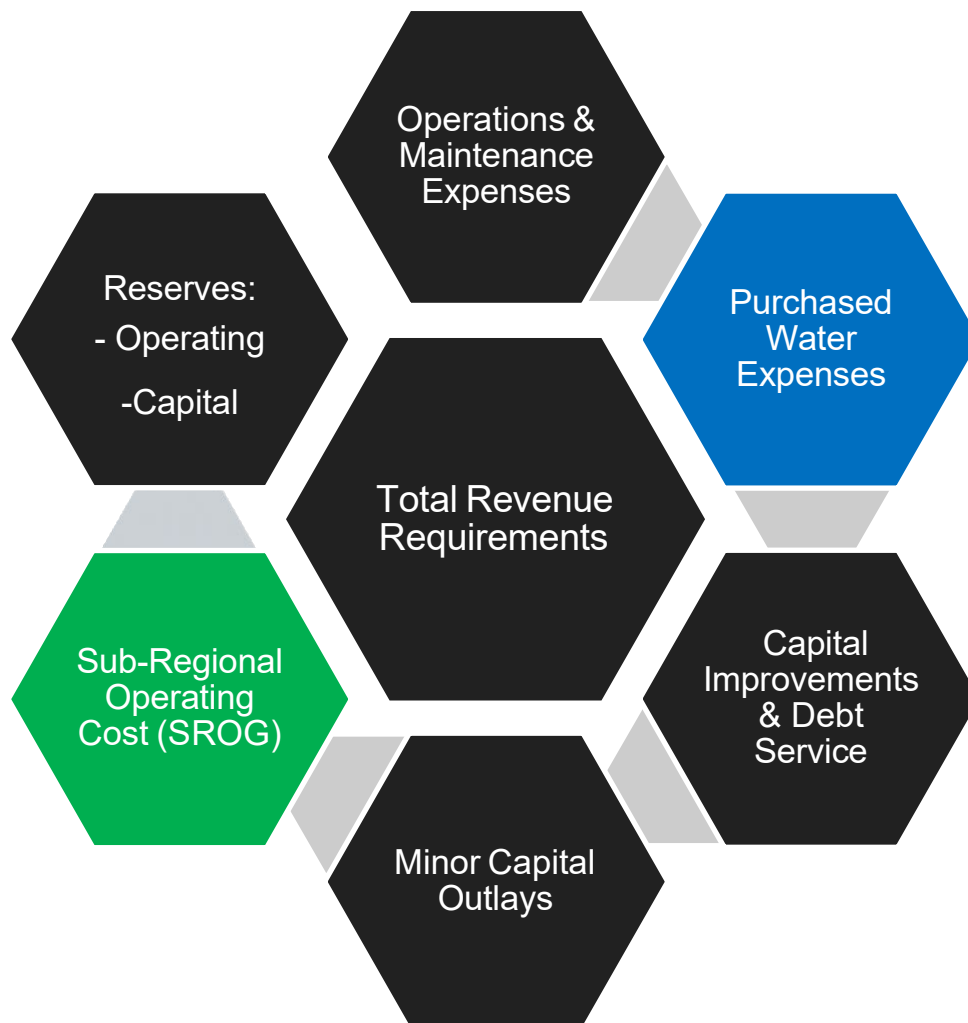 Operations &
Maintenance
Expenses
Reserves:
- Operating
-Capital
Purchased
Water
Expenses
Total Revenue
Requirements
Sub-Regional
Operating
Cost (SROG)
Capital
Improvements
& Debt
Service
Minor Capital
Outlays